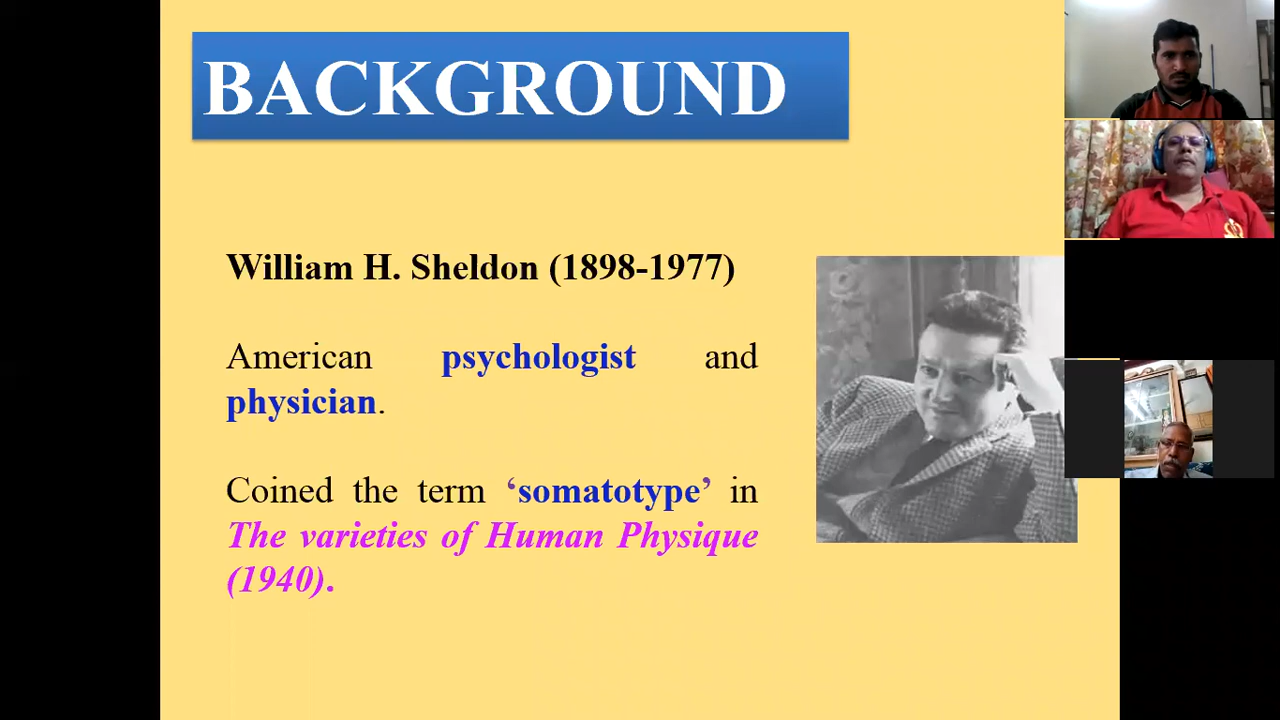 BACKGROUND
William H. Sheldon (1898-1977)
American psychologist and
physician.
Coined the term ‘somatotype’ in
The varieties of Human Physique
(1940).